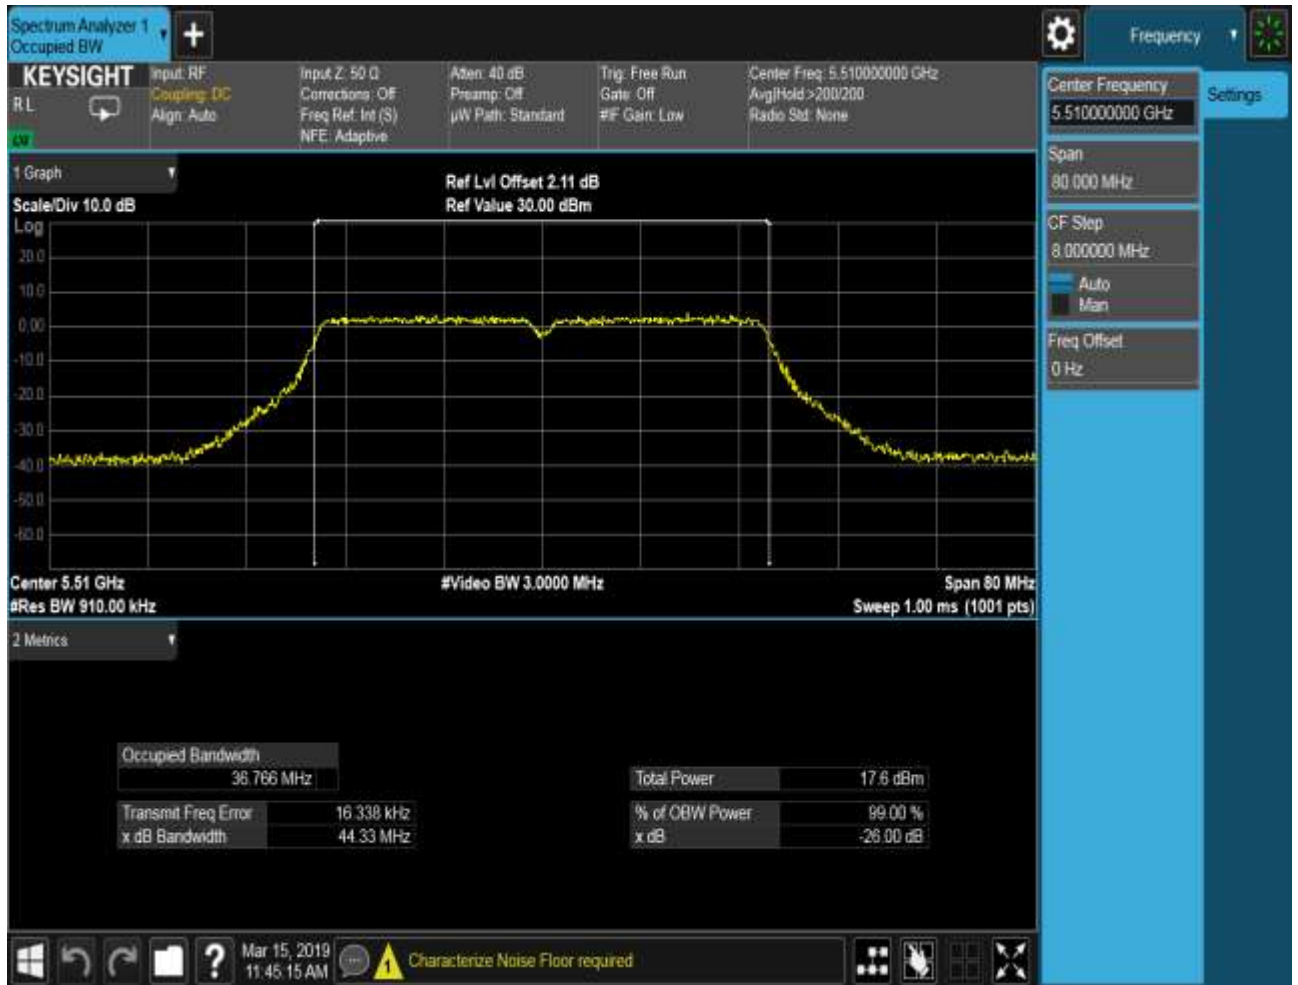 Spectrum Analyzer 1
Occupied BW
Frequency
KEYSIGHT
R L
Input: RF
Coupling: DC
Align: Auto
Input Z: 50 Ω
Corrections: Off
Freq Ref: Int (S)
NFE: Adaptive
Atten: 40 dB
Preamp: Off
µW Path: Standard
Trig: Free Run
Gate: Off
#IF Gain: Low
Center Freq: 5.510000000 GHz
Avg|Hold:>200/200
Radio Std: None
Center Frequency
5.510000000 GHz
Settings
Span
80.000 MHz
CF Step
8.000000 MHz
Auto
Man
Freq Offset
0 Hz
1 Graph
Scale/Div 10.0 dB
Ref Lvl Offset 2.11 dB
Ref Value 30.00 dBm
Log
20.0
10.0
0.00
-10.0
-20.0
-30.0
-40.0
-50.0
-60.0
Center 5.51 GHz
#Video BW 3.0000 MHz
Span 80 MHz
#Res BW 910.00 kHz
Sweep 1.00 ms (1001 pts)
2 Metrics
Occupied Bandwidth
36.766 MHz
Total Power 17.6 dBm
Transmit Freq Error 16.338 kHz
% of OBW Power 99.00 %
x dB Bandwidth 44.33 MHz
x dB -26.00 dB
?
Mar 15, 2019
11:45:15 AM
1
Characterize Noise Floor required